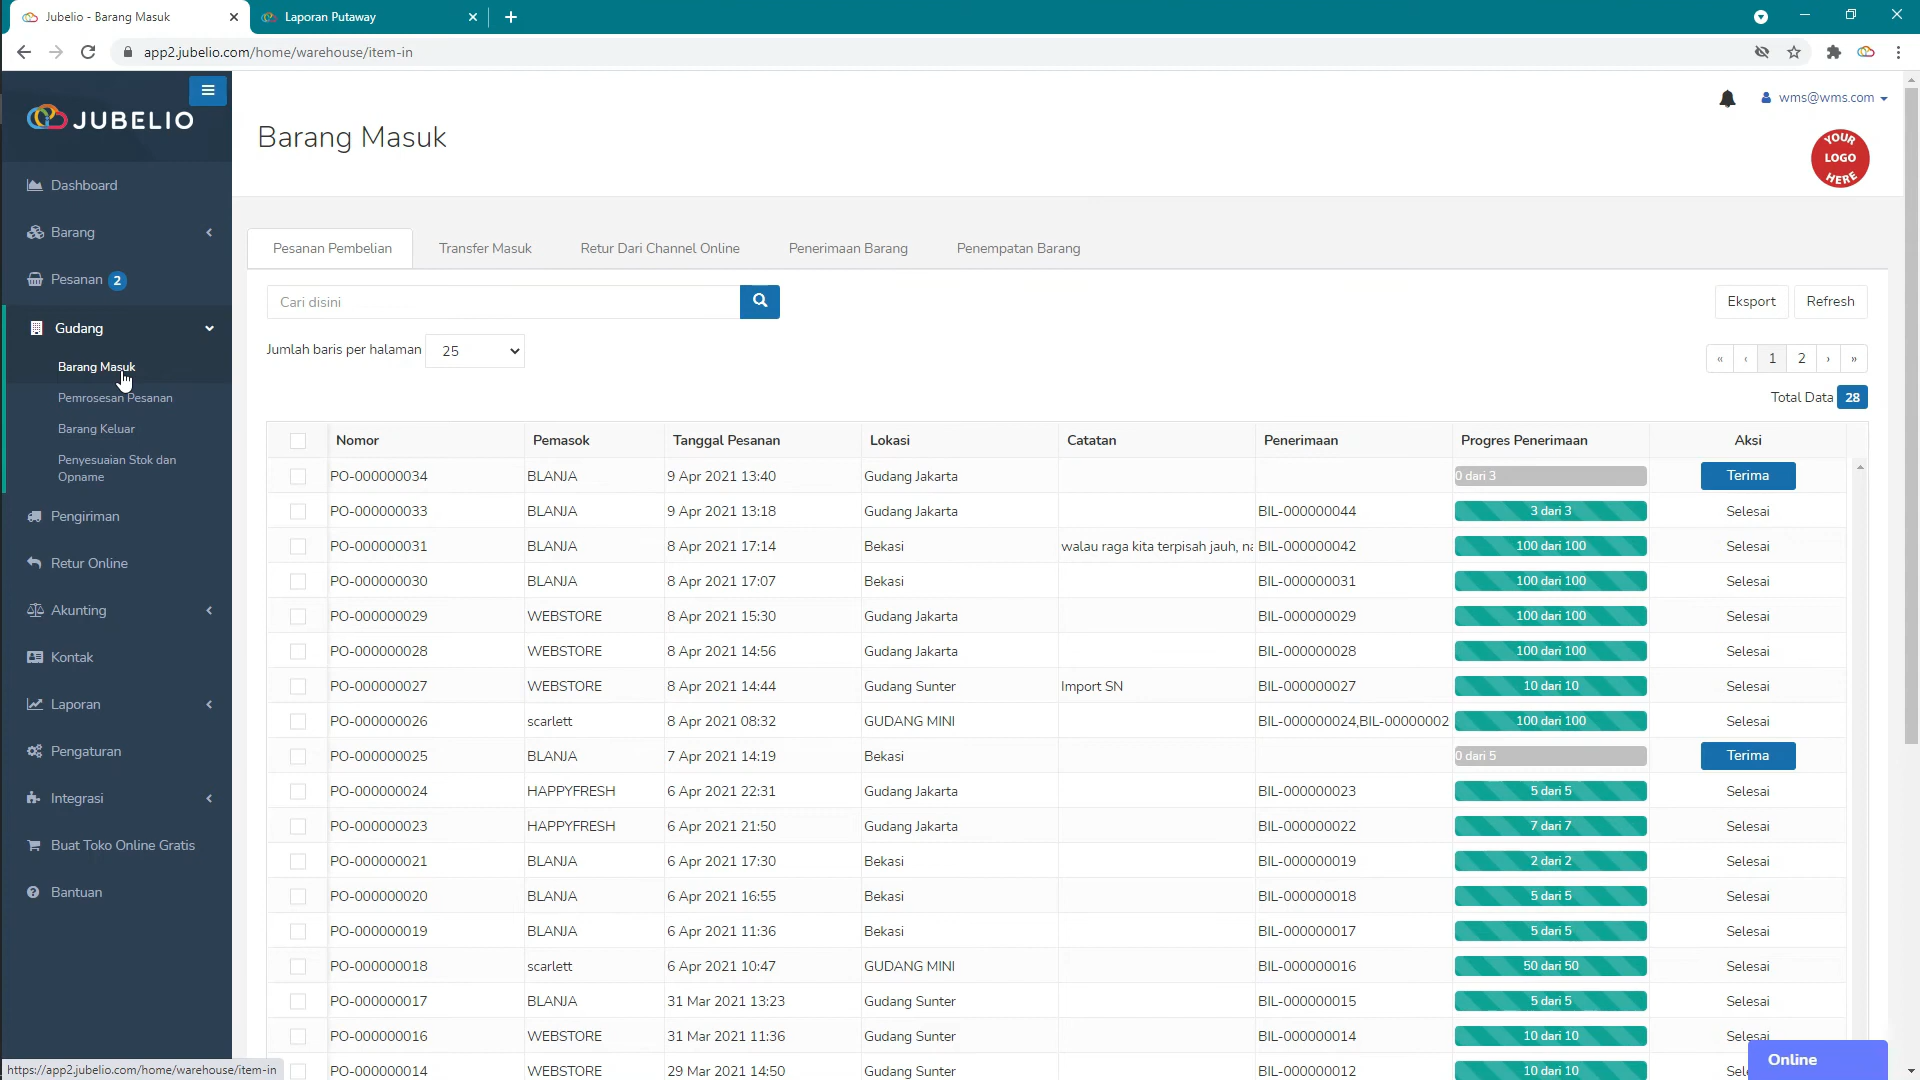 Jubelio - Barang Masuk
Laporan Putaway
app2.jubelio.com/home/warehouse/item-in
JUBELIO
Dashboard
Barang
Pesanan 2
Gudang
Barang Masuk
Pemrosesan Pesanan
Barang Keluar
Penyesuaian Stok dan
Opname
Pengiriman
Retur Online
Akunting
Kontak
Laporan
Pengaturan
Integrasi
Buat Toko Online Gratis
Bantuan
https://app2.jubelio.com/home/warehouse/item-in
Barang Masuk
wms@wms.com
YOUR
LOGO
HERE
Pesanan Pembelian Transfer Masuk Retur Dari Channel Online Penerimaan Barang Penempatan Barang
Cari disini
Eksport Refresh
Jumlah baris per halaman 25
« ‹ 1 2 › »
Total Data 28
Nomor Pemasok Tanggal Pesanan Lokasi Catatan Penerimaan Progres Penerimaan Aksi
PO-000000034 BLANJA 9 Apr 2021 13:40 Gudang Jakarta 0 dari 3 Terima
PO-000000033 BLANJA 9 Apr 2021 13:18 Gudang Jakarta BIL-000000044 3 dari 3 Selesai
PO-000000031 BLANJA 8 Apr 2021 17:14 Bekasi walau raga kita terpisah jauh, na BIL-000000042 100 dari 100 Selesai
PO-000000030 BLANJA 8 Apr 2021 17:07 Bekasi BIL-000000031 100 dari 100 Selesai
PO-000000029 WEBSTORE 8 Apr 2021 15:30 Gudang Jakarta BIL-000000029 100 dari 100 Selesai
PO-000000028 WEBSTORE 8 Apr 2021 14:56 Gudang Jakarta BIL-000000028 100 dari 100 Selesai
PO-000000027 WEBSTORE 8 Apr 2021 14:44 Gudang Sunter Import SN BIL-000000027 10 dari 10 Selesai
PO-000000026 scarlett 8 Apr 2021 08:32 GUDANG MINI BIL-000000024,BIL-00000002 100 dari 100 Selesai
PO-000000025 BLANJA 7 Apr 2021 14:19 Bekasi 0 dari 5 Terima
PO-000000024 HAPPYFRESH 6 Apr 2021 22:31 Gudang Jakarta BIL-000000023 5 dari 5 Selesai
PO-000000023 HAPPYFRESH 6 Apr 2021 21:50 Gudang Jakarta BIL-000000022 7 dari 7 Selesai
PO-000000021 BLANJA 6 Apr 2021 17:30 Bekasi BIL-000000019 2 dari 2 Selesai
PO-000000020 BLANJA 6 Apr 2021 16:55 Bekasi BIL-000000018 5 dari 5 Selesai
PO-000000019 BLANJA 6 Apr 2021 11:36 Bekasi BIL-000000017 5 dari 5 Selesai
PO-000000018 scarlett 6 Apr 2021 10:47 GUDANG MINI BIL-000000016 50 dari 50 Selesai
PO-000000017 BLANJA 31 Mar 2021 13:23 Gudang Sunter BIL-000000015 5 dari 5 Selesai
PO-000000016 WEBSTORE 31 Mar 2021 11:36 Gudang Sunter BIL-000000014 10 dari 10 Selesai
PO-000000014 WEBSTORE 29 Mar 2021 14:50 Gudang Sunter BIL-000000012 10 dari 10
Online